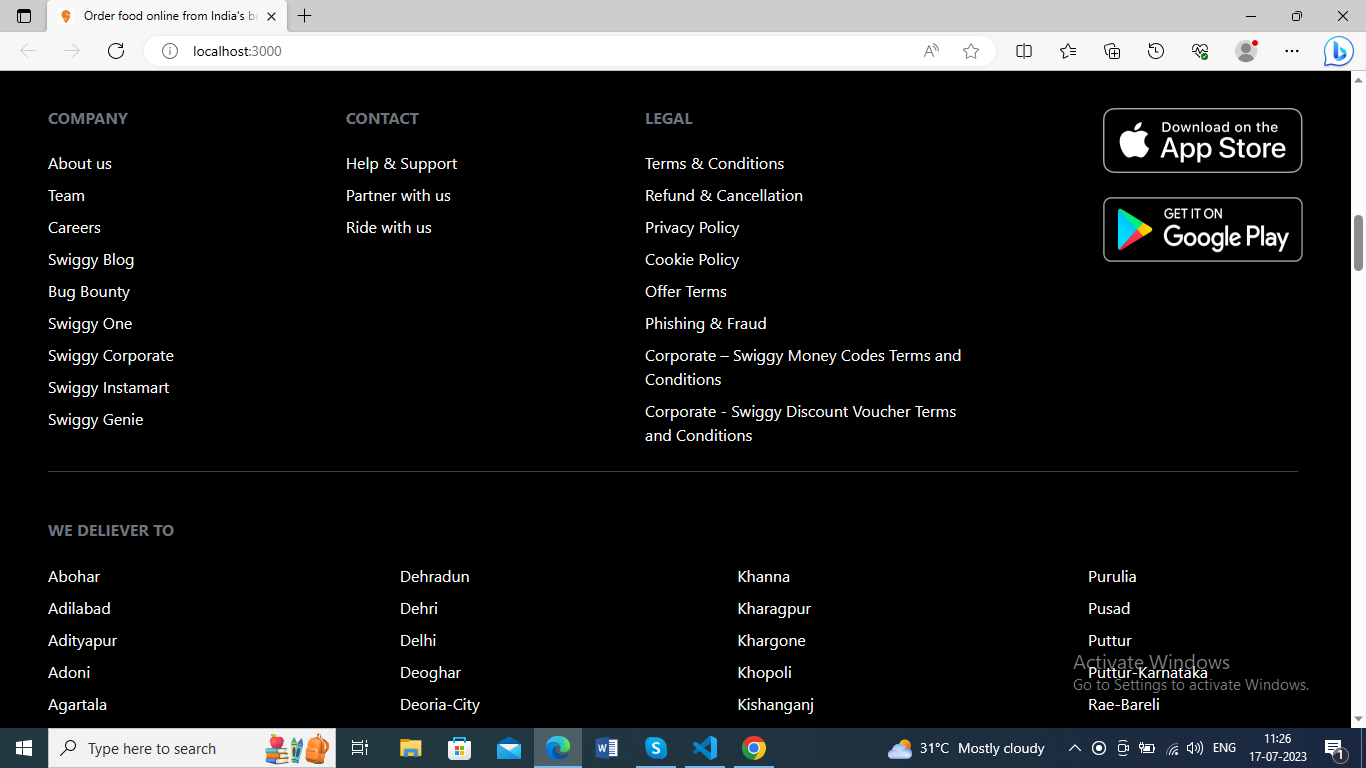 Order food online from India's be
localhost:3000
COMPANY
About us
Team
Careers
Swiggy Blog
Bug Bounty
Swiggy One
Swiggy Corporate
Swiggy Instamart
Swiggy Genie
CONTACT
Help & Support
Partner with us
Ride with us
LEGAL
Terms & Conditions
Refund & Cancellation
Privacy Policy
Cookie Policy
Offer Terms
Phishing & Fraud
Corporate – Swiggy Money Codes Terms and
Conditions
Corporate - Swiggy Discount Voucher Terms
and Conditions
Download on the
App Store
GET IT ON
Google Play
WE DELIEVER TO
Abohar
Adilabad
Adityapur
Adoni
Agartala
Dehradun
Dehri
Delhi
Deoghar
Deoria-City
Khanna
Kharagpur
Khargone
Khopoli
Kishanganj
Purulia
Pusad
Puttur
Puttur-Karnataka
Rae-Bareli
Activate Windows
Go to Settings to activate Windows.
Type here to search
31°C Mostly cloudy
ENG
11:26
17-07-2023
1